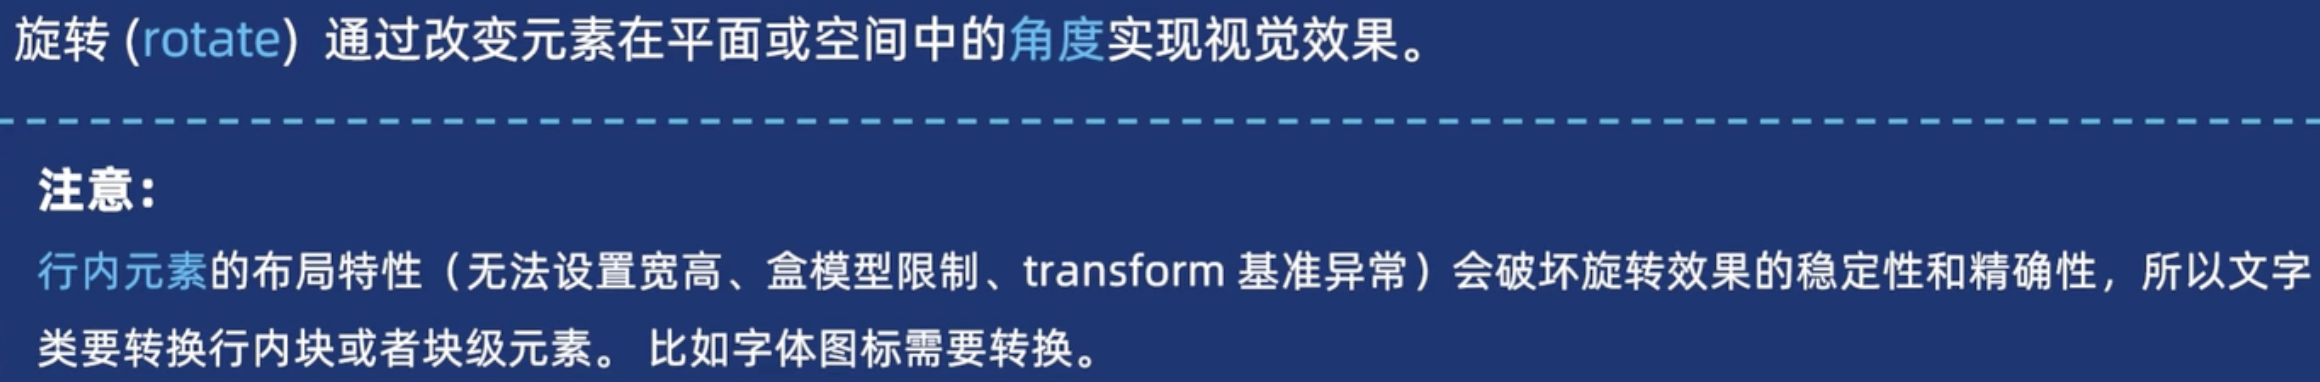 旋转 (rotate) 通过改变元素在平面或空间中的角度实现视觉效果。
注意：
行内元素的布局特性（无法设置宽高、盒模型限制、transform 基准异常）会破坏旋转效果的稳定性和精确性，所以文字
类要转换行内块或者块级元素。 比如字体图标需要转换。